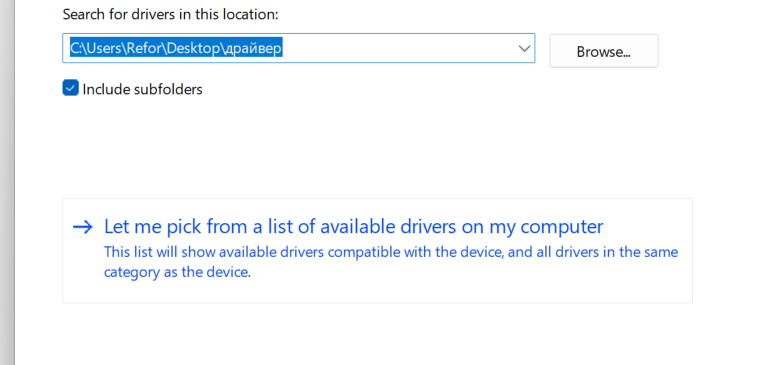 Search for drivers in this location:
C:\Users\Refor\Desktop\драйвер
Browse...
Include subfolders
Let me pick from a list of available drivers on my computer
This list will show available drivers compatible with the device, and all drivers in the same
category as the device.